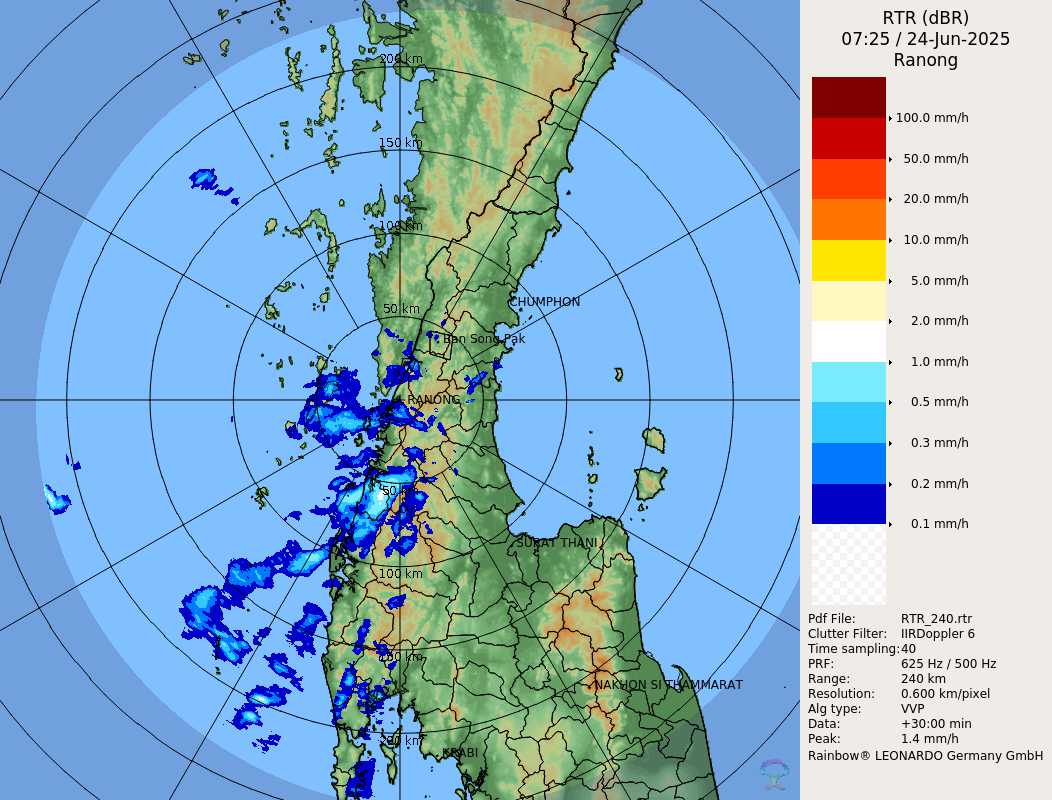 RTR (dBR)
07:25 / 24-Jun-2025
Ranong
100.0 mm/h
50.0 mm/h
20.0 mm/h
10.0 mm/h
5.0 mm/h
2.0 mm/h
1.0 mm/h
0.5 mm/h
0.3 mm/h
0.2 mm/h
0.1 mm/h
Pdf File: RTR_240.rtr
Clutter Filter: IIRDoppler 6
Time sampling: 40
PRF: 625 Hz / 500 Hz
Range: 240 km
Resolution: 0.600 km/pixel
Alg type: VVP
Data: +30:00 min
Peak: 1.4 mm/h
Rainbow® LEONARDO Germany GmbH
200 km
150 km
100 km
50 km
CHUMPHON
Ban Song Pak
RANONG
50 km
SURAT THANI
100 km
150 km
NAKHON SI THAMMARAT
200 km
KRABI